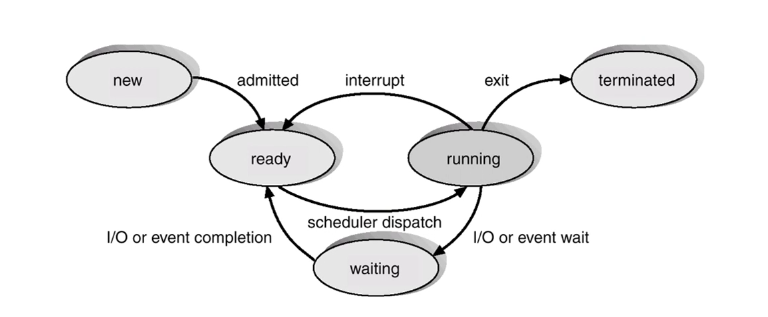 new
admitted
interrupt
exit
terminated
ready
running
scheduler dispatch
I/O or event completion
I/O or event wait
waiting